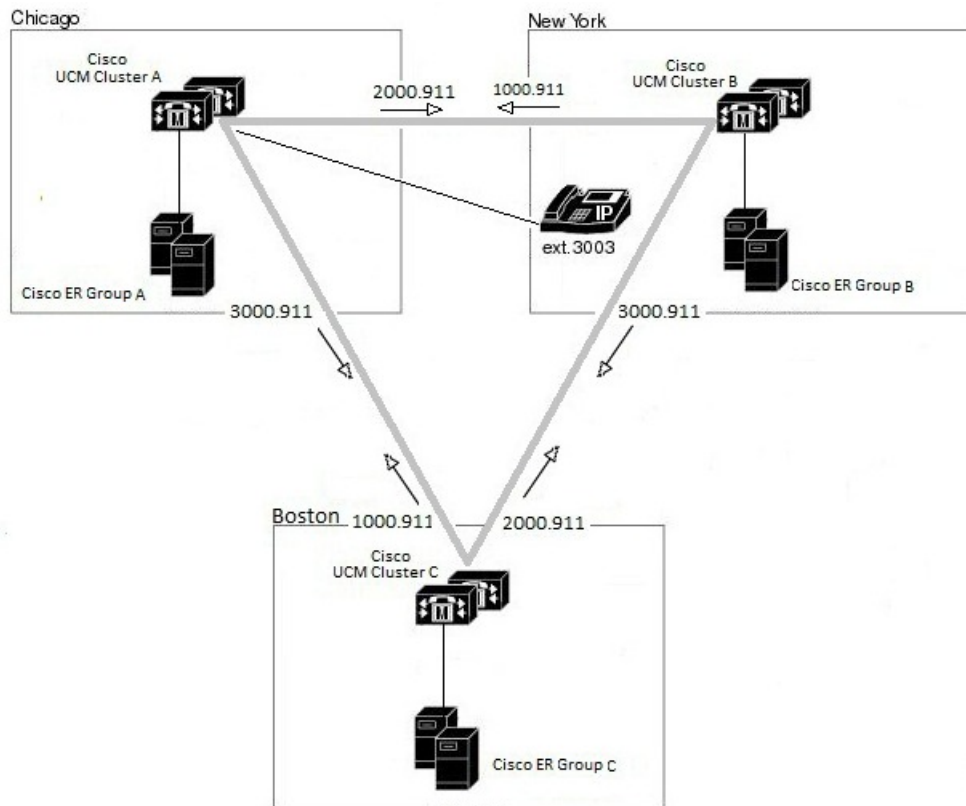 Chicago
New York
Cisco
UCM Cluster A
Cisco
UCM Cluster B
2000.911
1000.911
M
M
IP
ext.3003
Cisco ER Group A
Cisco ER Group B
3000.911
3000.911
Boston
1000.911
2000.911
Cisco
UCM Cluster C
M
Cisco ER Group C